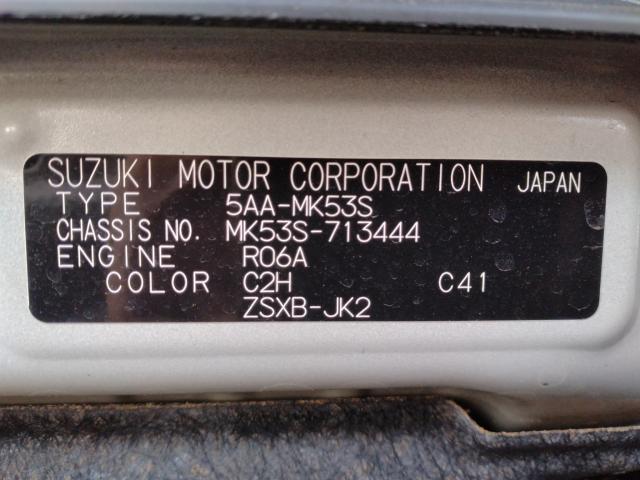 SUZUKI MOTOR CORPORATION JAPAN
TYPE 5AA-MK53S
CHASSIS NO. MK53S-713444
ENGINE R06A
COLOR C2H C41
ZSXB-JK2